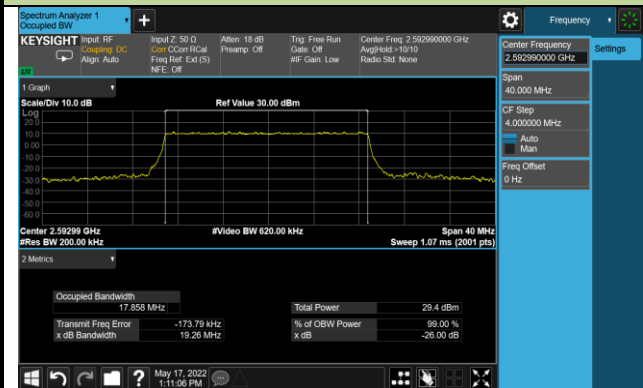 Spectrum Analyzer 1
Occupied BW
+
Frequency
KEYSIGHT
Input: RF
Coupling: DC
Align: Auto
Input Z: 50 Ω
Corr CCorr RCal
Freq Ref: Ext (S)
NFE: Off
Atten: 18 dB
Preamp: Off
Trig: Free Run
Gate: Off
#IF Gain: Low
Center Freq: 2.592990000 GHz
Avg|Hold:>10/10
Radio Std: None
Center Frequency
2.592990000 GHz
Settings
Span
40.000 MHz
CF Step
4.000000 MHz
Auto
Man
Freq Offset
0 Hz
1 Graph
Scale/Div 10.0 dB
Ref Value 30.00 dBm
Log
20.0
10.0
0.00
-10.0
-20.0
-30.0
-40.0
-50.0
-60.0
Center 2.59299 GHz
#Video BW 620.00 kHz
Span 40 MHz
#Res BW 200.00 kHz
Sweep 1.07 ms (2001 pts)
2 Metrics
Occupied Bandwidth
17.858 MHz
Total Power
29.4 dBm
Transmit Freq Error
-173.79 kHz
% of OBW Power
99.00 %
x dB Bandwidth
19.26 MHz
x dB
-26.00 dB
?
May 17, 2022
1:11:06 PM